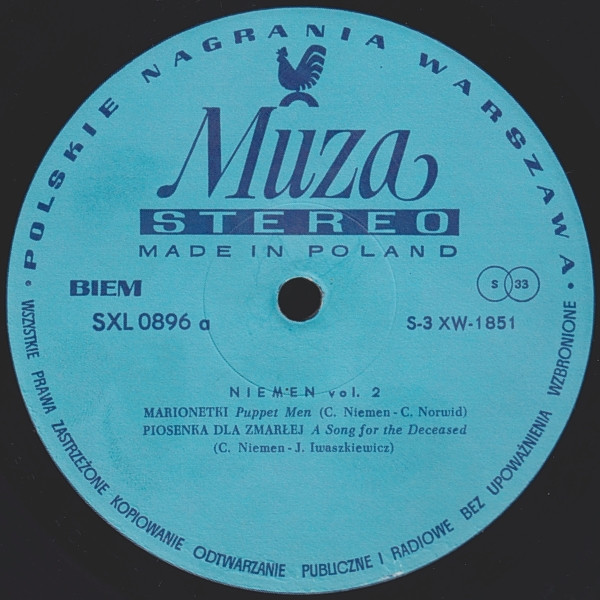 POLSKIE NAGRANIA WARSZAWA
Muza
STEREO
MADE IN POLAND
BIEM
S 33
SXL 0896 a
S-3 XW-1851
NIEMEN vol. 2
MARIONETKI Puppet Men (C. Niemen - C. Norwid)
PIOSENKA DLA ZMARŁEJ A Song for the Deceased
(C. Niemen - J. Iwaszkiewicz)
WSZYSTKIE PRAWA ZASTRZEŻONE KOPIOWANIE ODTWARZANIE PUBLICZNE I RADIOWE BEZ UPOWAŻNIENIA WZBRONIONE